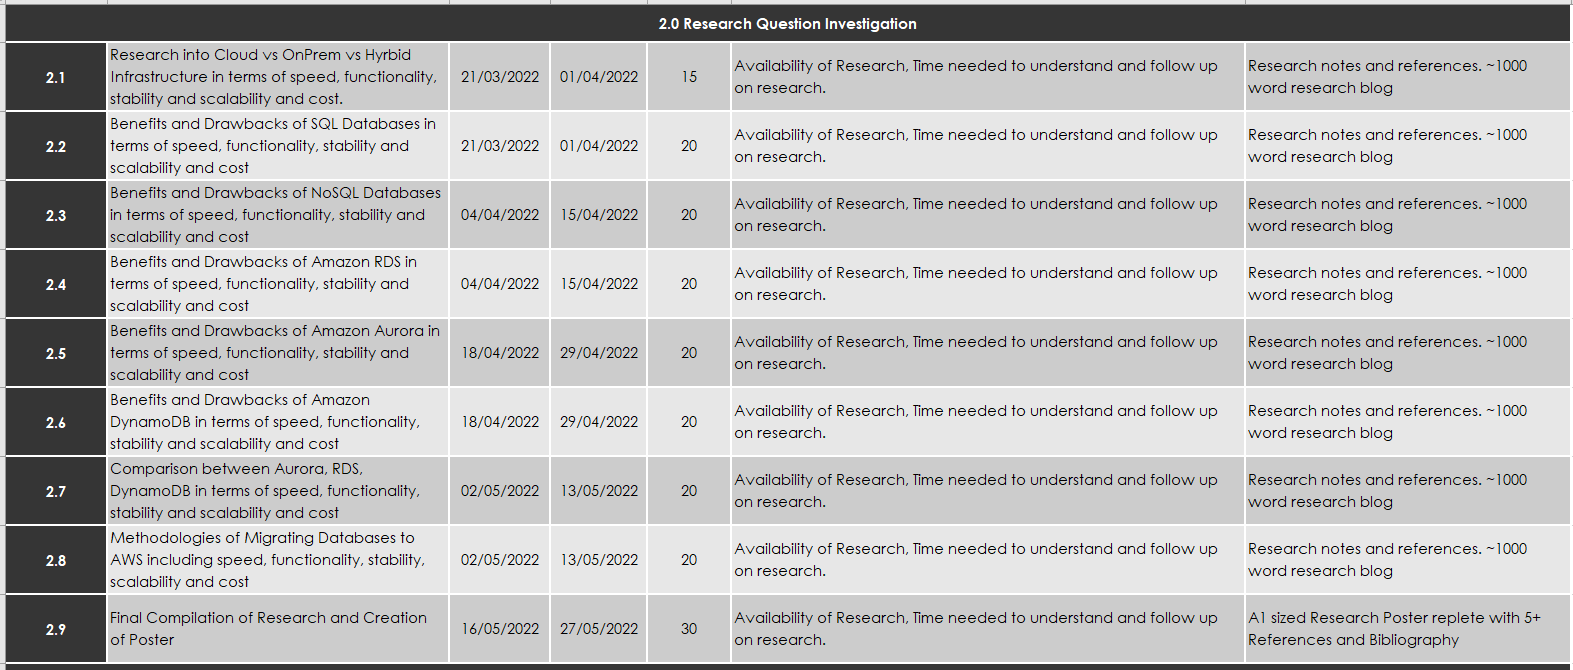 2.0 Research Question Investigation
2.1
Research into Cloud vs OnPrem vs Hyrbid
Infrastructure in terms of speed, functionality,
stability and scalability and cost.
21/03/2022
01/04/2022
15
Availability of Research, Time needed to understand and follow up
on research.
Research notes and references. ~1000
word research blog
2.2
Benefits and Drawbacks of SQL Databases in
terms of speed, functionality, stability and
scalability and cost
21/03/2022
01/04/2022
20
Availability of Research, Time needed to understand and follow up
on research.
Research notes and references. ~1000
word research blog
2.3
Benefits and Drawbacks of NoSQL Databases
in terms of speed, functionality, stability and
scalability and cost
04/04/2022
15/04/2022
20
Availability of Research, Time needed to understand and follow up
on research.
Research notes and references. ~1000
word research blog
2.4
Benefits and Drawbacks of Amazon RDS in
terms of speed, functionality, stability and
scalability and cost
04/04/2022
15/04/2022
20
Availability of Research, Time needed to understand and follow up
on research.
Research notes and references. ~1000
word research blog
2.5
Benefits and Drawbacks of Amazon Aurora in
terms of speed, functionality, stability and
scalability and cost
18/04/2022
29/04/2022
20
Availability of Research, Time needed to understand and follow up
on research.
Research notes and references. ~1000
word research blog
2.6
Benefits and Drawbacks of Amazon
DynamoDB in terms of speed, functionality,
stability and scalability and cost
18/04/2022
29/04/2022
20
Availability of Research, Time needed to understand and follow up
on research.
Research notes and references. ~1000
word research blog
2.7
Comparison between Aurora, RDS,
DynamoDB in terms of speed, functionality,
stability and scalability and cost
02/05/2022
13/05/2022
20
Availability of Research, Time needed to understand and follow up
on research.
Research notes and references. ~1000
word research blog
2.8
Methodologies of Migrating Databases to
AWS including speed, functionality, stability,
scalability and cost
02/05/2022
13/05/2022
20
Availability of Research, Time needed to understand and follow up
on research.
Research notes and references. ~1000
word research blog
2.9
Final Compilation of Research and Creation
of Poster
16/05/2022
27/05/2022
30
Availability of Research, Time needed to understand and follow up
on research.
A1 sized Research Poster replete with 5+
References and Bibliography